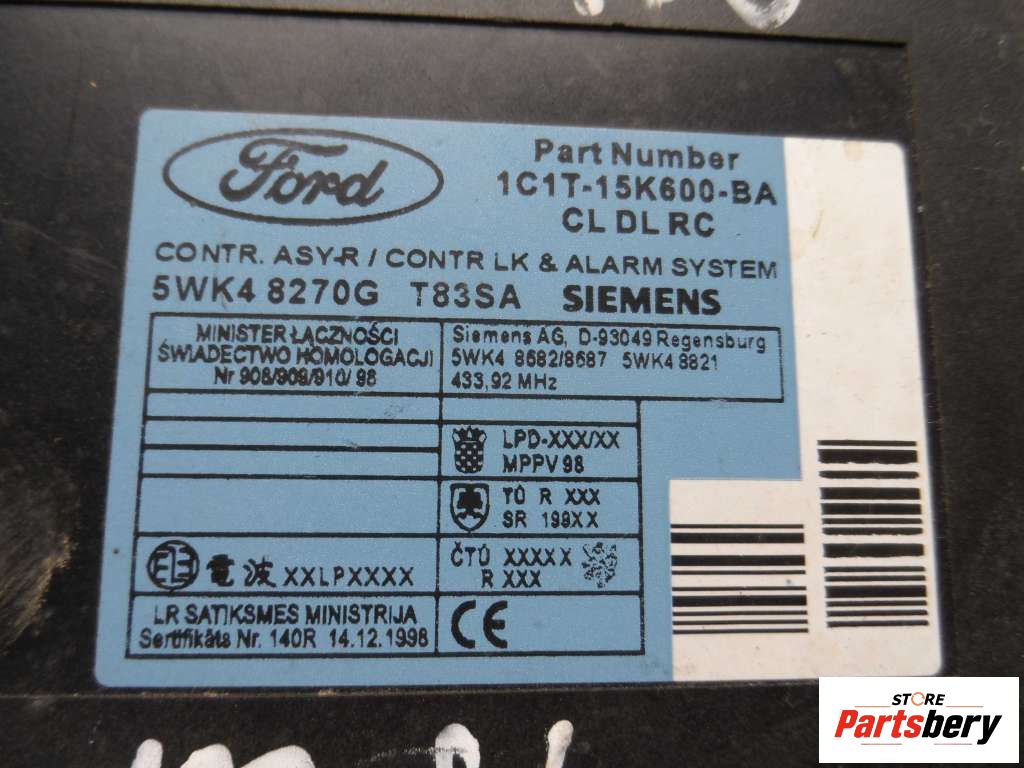 Ford
Part Number
1C1T-15K600-BA
CL DL RC
CONTR. ASY-R / CONTR LK & ALARM SYSTEM
5WK4 8270G T83SA SIEMENS
MINISTER ŁĄCZNOŚCI
ŚWIADECTWO HOMOLOGACJI
Nr 908/909/910/98
Siemens AG, D-93049 Regensburg
5WK4 8682/8687 5WK4 8821
433,92 MHz
LPD-XXX/XX
MPPV 98
TÚ R XXX
SR 199XX
電波 XXLPXXXX
ČTÚ XXXXX
R XXX
LR SATIKSMES MINISTRIJA
Sertifikāts Nr. 140R 14.12.1998
CE
STORE
Partsbery